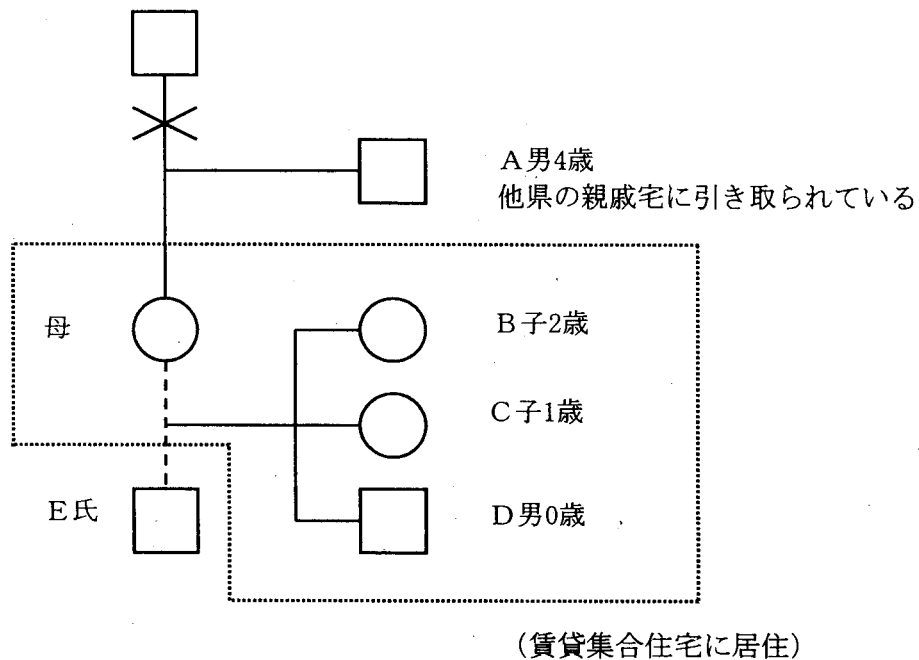 A男4歳
他県の親戚宅に引き取られている
母
B子2歳
C子1歳
E氏
D男0歳
(賃貸集合住宅に居住)